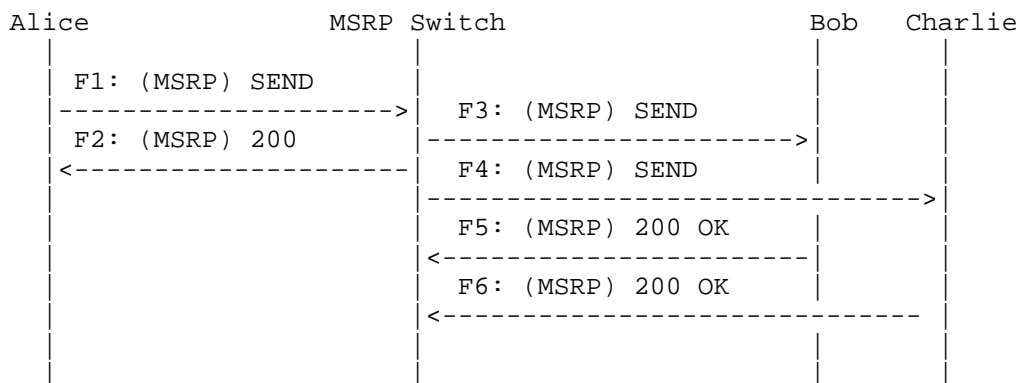 Alice MSRP Switch Bob Charlie
F1: (MSRP) SEND
F3: (MSRP) SEND
F2: (MSRP) 200
F4: (MSRP) SEND
F5: (MSRP) 200 OK
F6: (MSRP) 200 OK